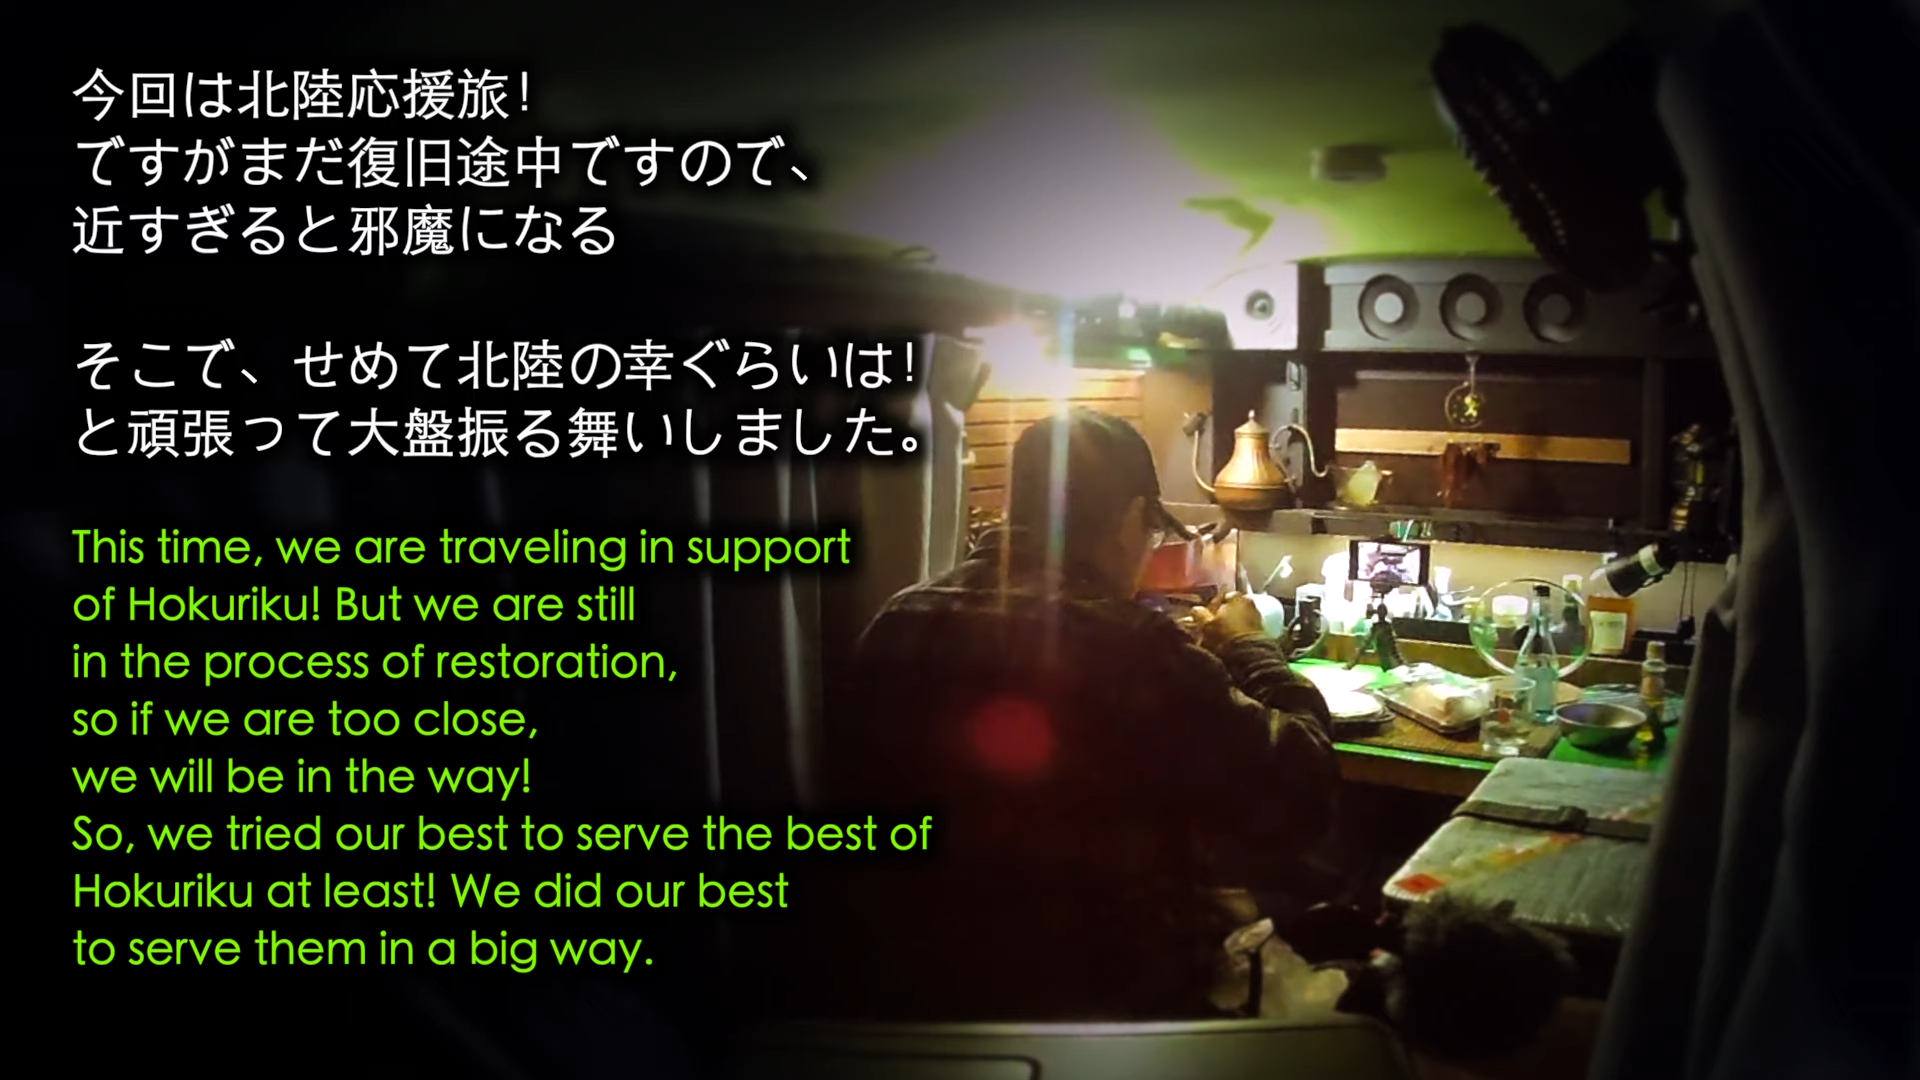 今回は北陸応援旅!
ですがまだ復旧途中ですので、
近すぎると邪魔になる
そこで、せめて北陸の幸ぐらいは!
と頑張って大盤振る舞いしました。
This time, we are traveling in support
of Hokuriku! But we are still
in the process of restoration,
so if we are too close,
we will be in the way!
So, we tried our best to serve the best of
Hokuriku at least! We did our best
to serve them in a big way.